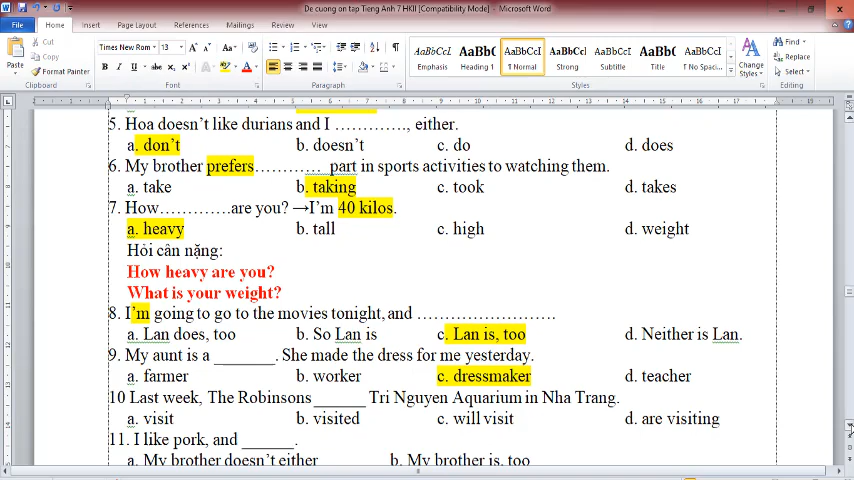 De cuong on tap Tieng Anh 7 HKII [Compatibility Mode] - Microsoft Word
File Home Insert Page Layout References Mailings Review View
Cut
Copy
Format Painter
Paste
Clipboard
Times New Rom 13
Font
Paragraph
AaBbCcI AaBbC AaBbCcI AaBbCcl AaBbCcI AaBbC AaBbCcI
Emphasis Heading 1 ¶ Normal Strong Subtitle Title ¶ No Spaci...
Change Styles
Styles
Find
Replace
Select
Editing
5. Hoa doesn’t like durians and I …………., either.
a. don’t b. doesn’t c. do d. does
6. My brother prefers………… part in sports activities to watching them.
a. take b. taking c. took d. takes
7. How…………are you? →I’m 40 kilos.
a. heavy b. tall c. high d. weight
Hỏi cân nặng:
How heavy are you?
What is your weight?
8. I’m going to go to the movies tonight, and ……………………
a. Lan does, too b. So Lan is c. Lan is, too d. Neither is Lan.
9. My aunt is a _______. She made the dress for me yesterday.
a. farmer b. worker c. dressmaker d. teacher
10 Last week, The Robinsons ______ Tri Nguyen Aquarium in Nha Trang.
a. visit b. visited c. will visit d. are visiting
11. I like pork, and ______.
a. My brother doesn’t either b. My brother is, too